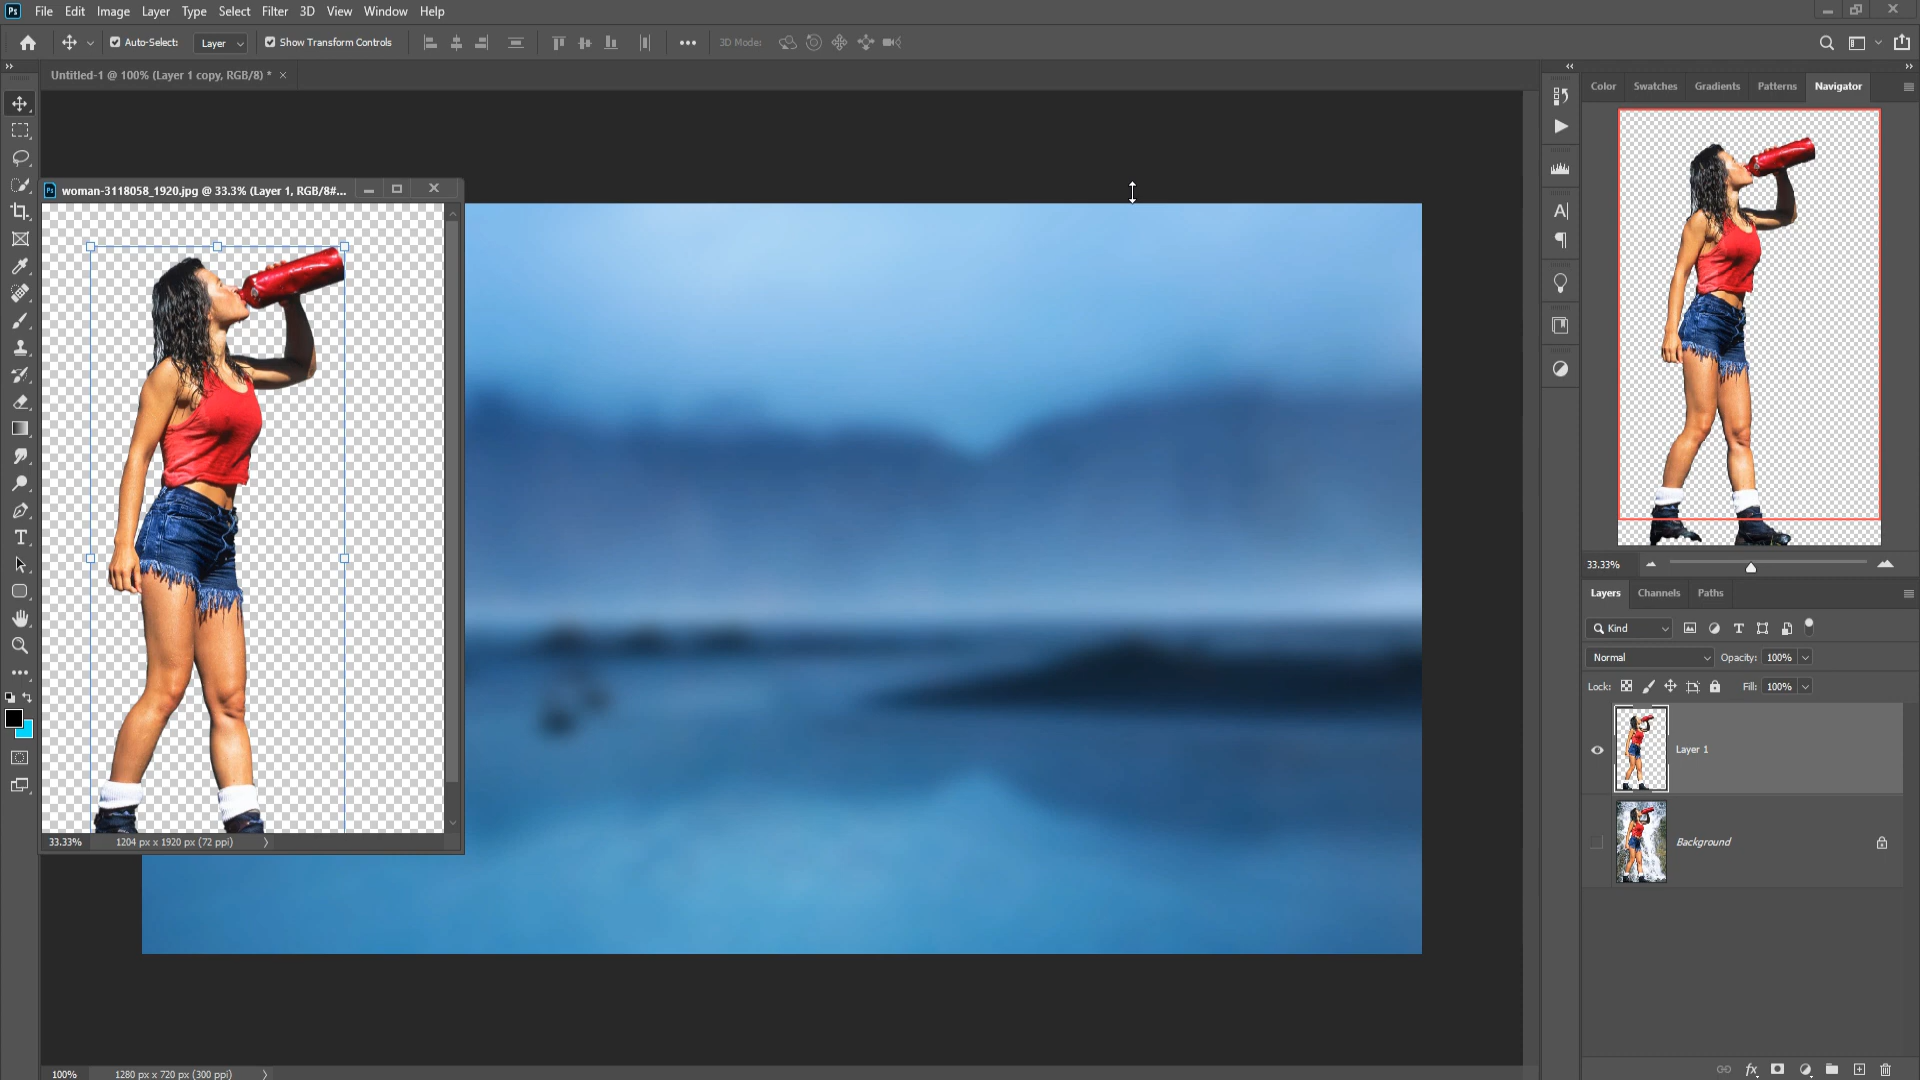 Ps File Edit Image Layer Type Select Filter 3D View Window Help
Auto-Select: Layer Show Transform Controls 3D Mode:
Untitled-1 @ 100% (Layer 1 copy, RGB/8) *
Color Swatches Gradients Patterns Navigator
Ps woman-3118058_1920.jpg @ 33.3% (Layer 1, RGB/8#...
33.33%
Layers Channels Paths
Kind
Normal Opacity: 100%
Lock: Fill: 100%
Layer 1
Background
33.33% 1204 px x 1920 px (72 ppi)
100% 1280 px x 720 px (300 ppi)
fx